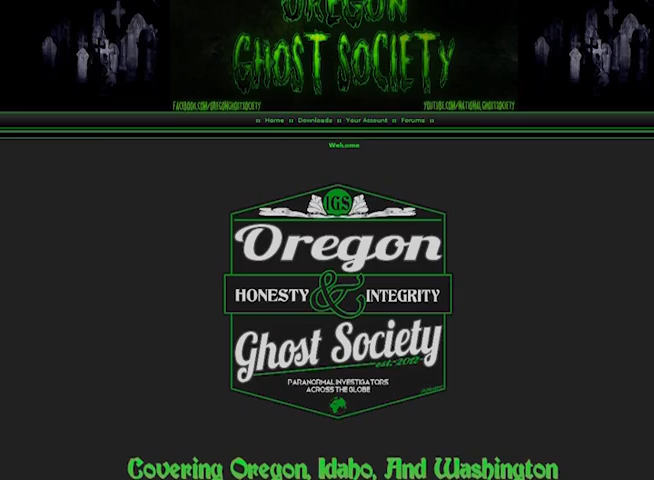 OREGON
GHOST SOCIETY
FACEBOOK.COM/OREGONGHOSTSOCIETY YOUTUBE.COM/NATIONALGHOSTSOCIETY
:: Home :: Downloads :: Your Account :: Forums ::
Welcome
IGS
Oregon
HONESTY & INTEGRITY
Ghost Society
est. 2012
PARANORMAL INVESTIGATORS
ACROSS THE GLOBE
Covering Oregon, Idaho, And Washington